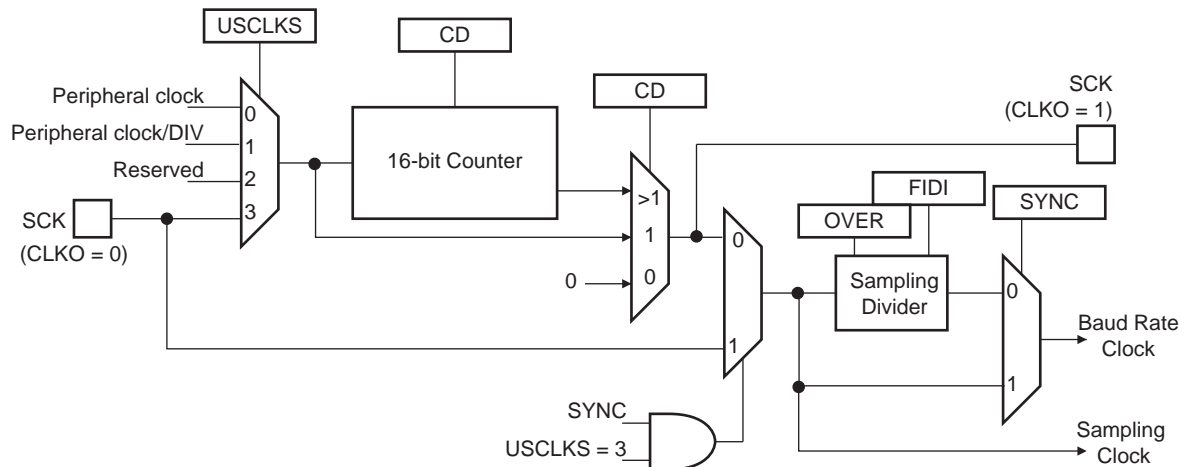 USCLKS
CD
Peripheral clock
Peripheral clock/DIV
Reserved
SCK
(CLKO = 0)
0
1
2
3
16-bit Counter
CD
>1
1
0
0
SCK
(CLKO = 1)
0
1
SYNC
USCLKS = 3
FIDI
OVER
Sampling
Divider
SYNC
0
1
Baud Rate
Clock
Sampling
Clock